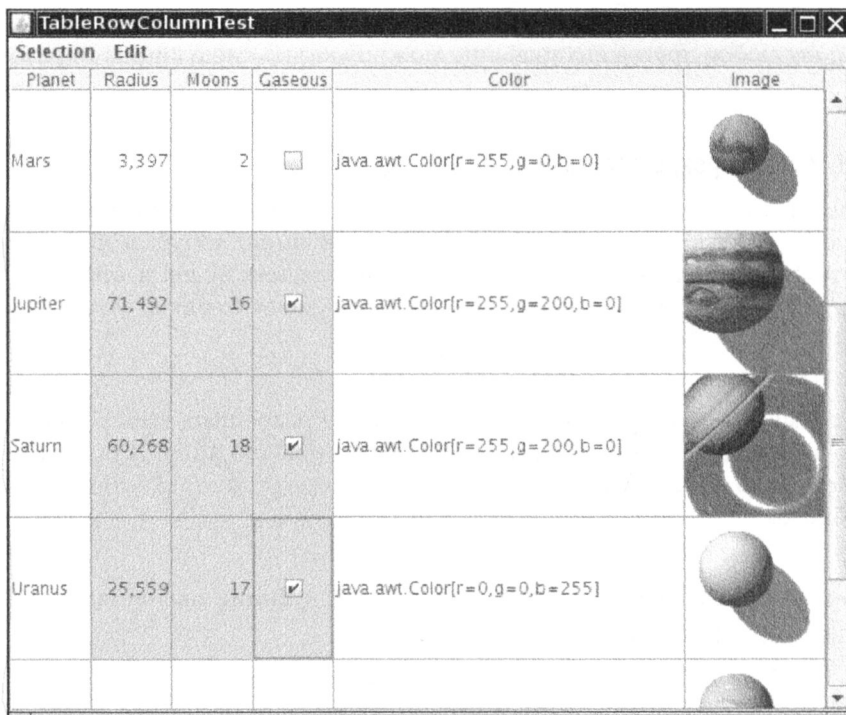 TableRowColumnTest
Selection Edit
Planet Radius Moons Gaseous Color Image
Mars 3,397 2 java.awt.Color[r=255,g=0,b=0]
Jupiter 71,492 16 java.awt.Color[r=255,g=200,b=0]
Saturn 60,268 18 java.awt.Color[r=255,g=200,b=0]
Uranus 25,559 17 java.awt.Color[r=0,g=0,b=255]